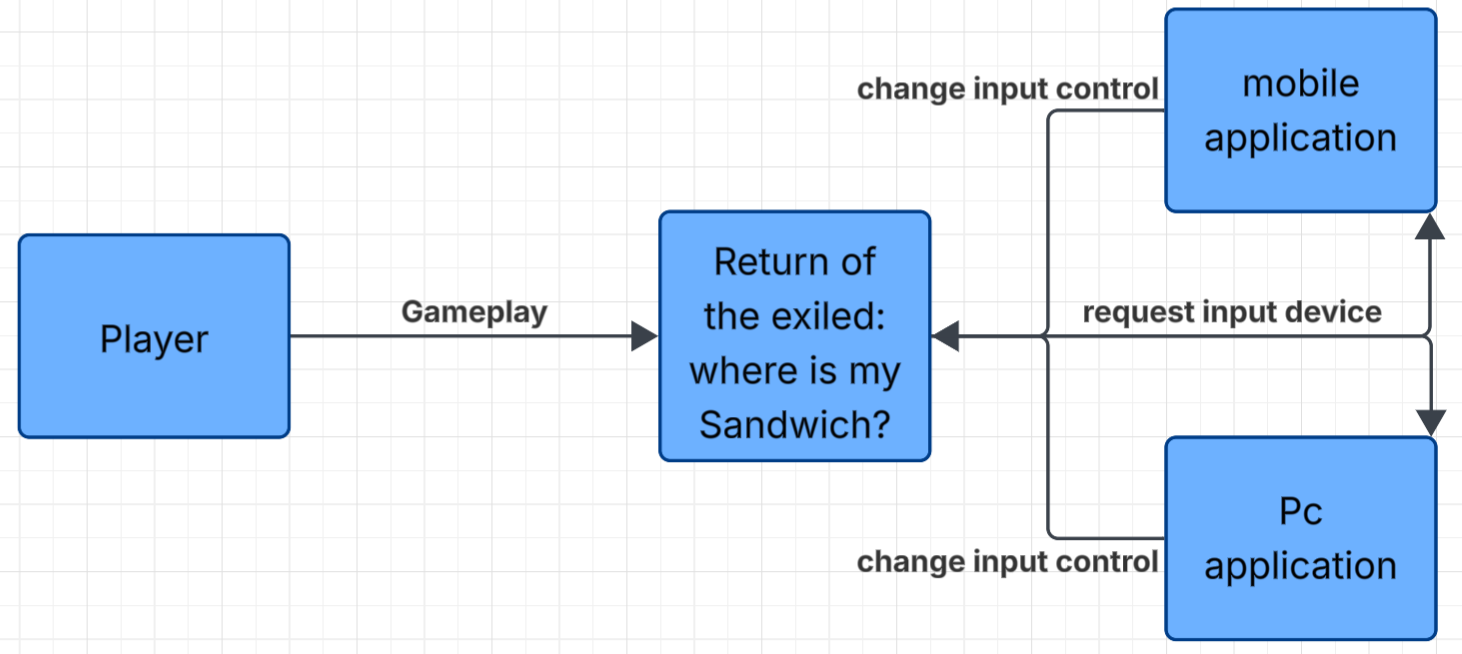 change input control
mobile
application
Player
Gameplay
Return of
the exiled:
where is my
Sandwich?
request input device
change input control
Pc
application